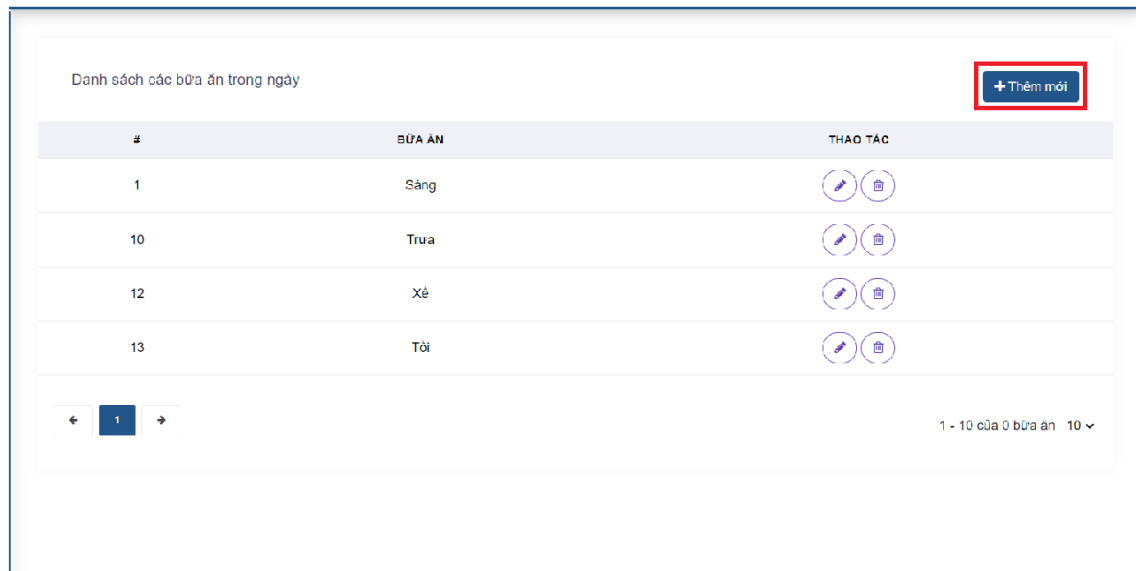 Danh sách các bữa ăn trong ngày
+ Thêm mới
# BỮA ĂN THAO TÁC
1 Sáng
10 Trưa
12 Xế
13 Tối
1
1 - 10 của 0 bữa ăn 10